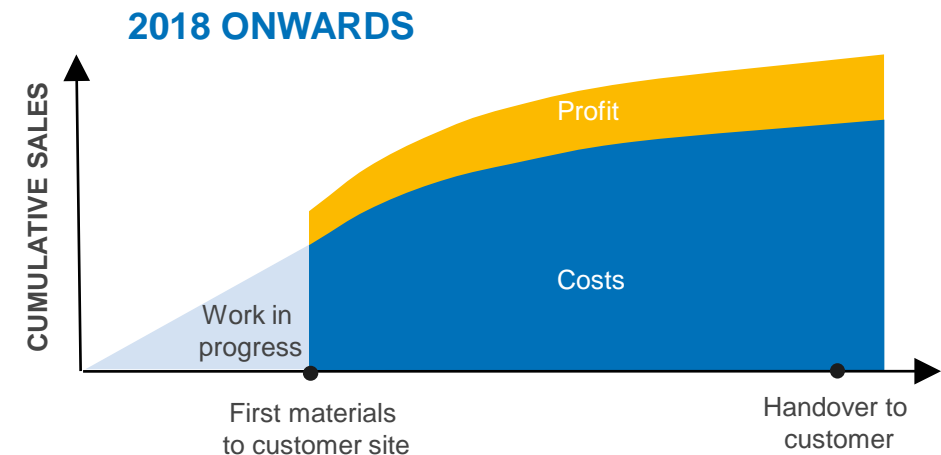 2018 ONWARDS
CUMULATIVE SALES
Profit
Costs
Work in
progress
First materials
to customer site
Handover to
customer